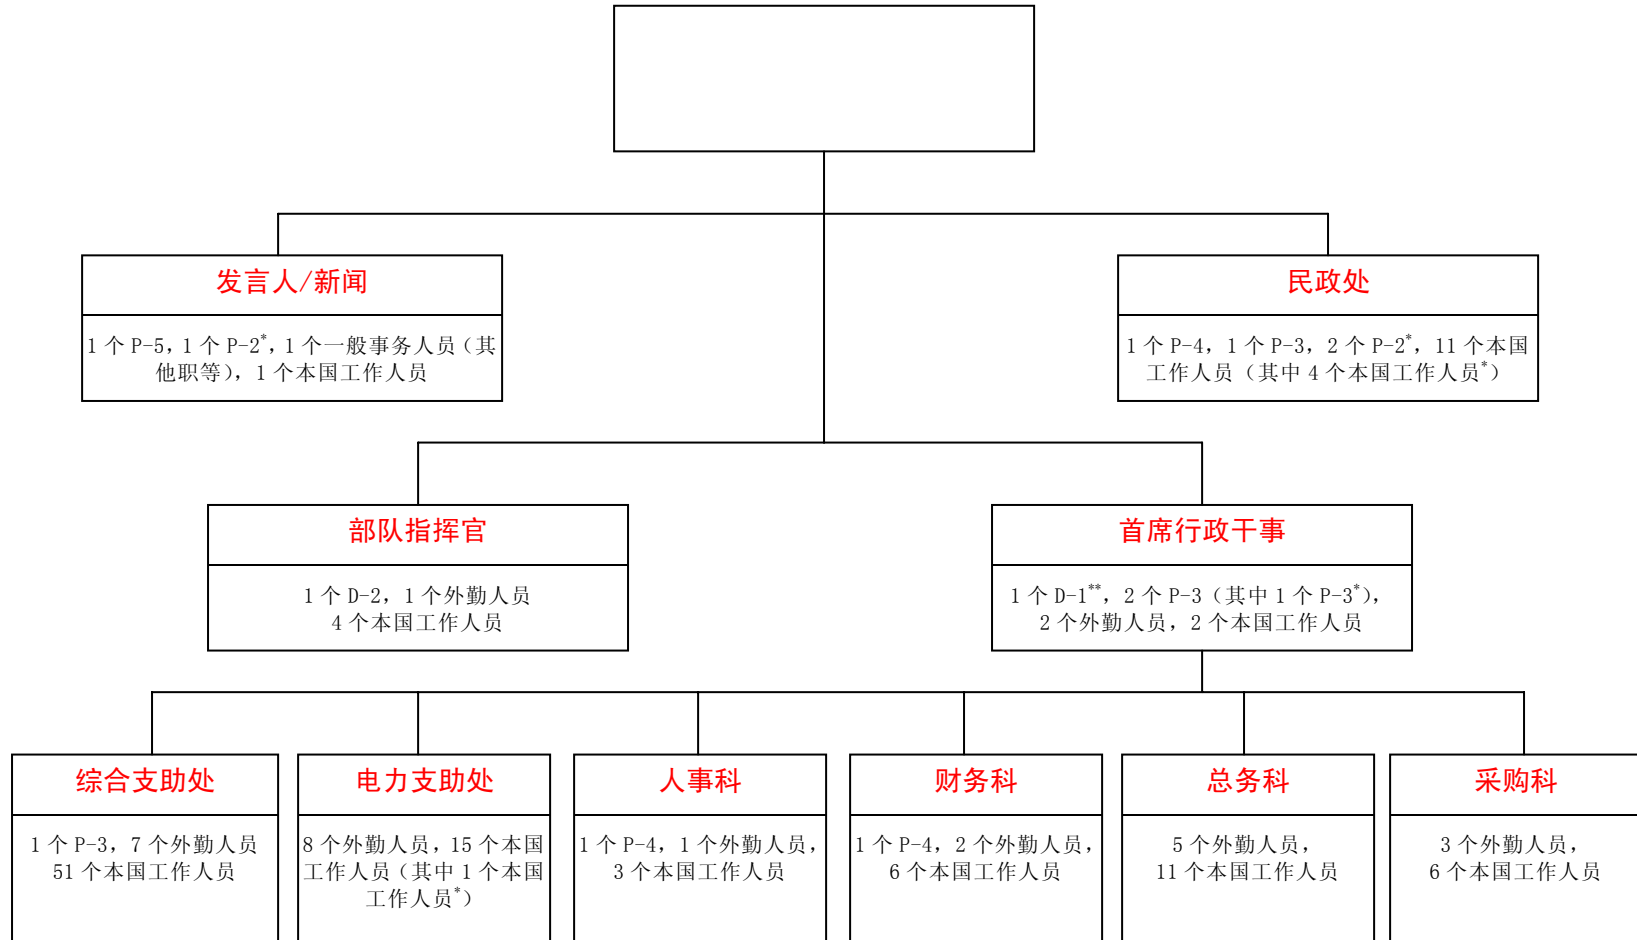 发言人/新闻
1 个 P-5，1 个 P-2*，1 个一般事务人员（其
他职等），1 个本国工作人员
民政处
1 个 P-4，1 个 P-3，2 个 P-2*，11 个本国
工作人员（其中 4 个本国工作人员*）
部队指挥官
1 个 D-2，1 个外勤人员
4 个本国工作人员
首席行政干事
1 个 D-1**，2 个 P-3（其中 1 个 P-3*），
2 个外勤人员，2 个本国工作人员
综合支助处
1 个 P-3，7 个外勤人员
51 个本国工作人员
电力支助处
8 个外勤人员，15 个本国
工作人员（其中 1 个本国
工作人员*）
人事科
1 个 P-4，1 个外勤人员，
3 个本国工作人员
财务科
1 个 P-4，2 个外勤人员，
6 个本国工作人员
总务科
5 个外勤人员，
11 个本国工作人员
采购科
3 个外勤人员，
6 个本国工作人员